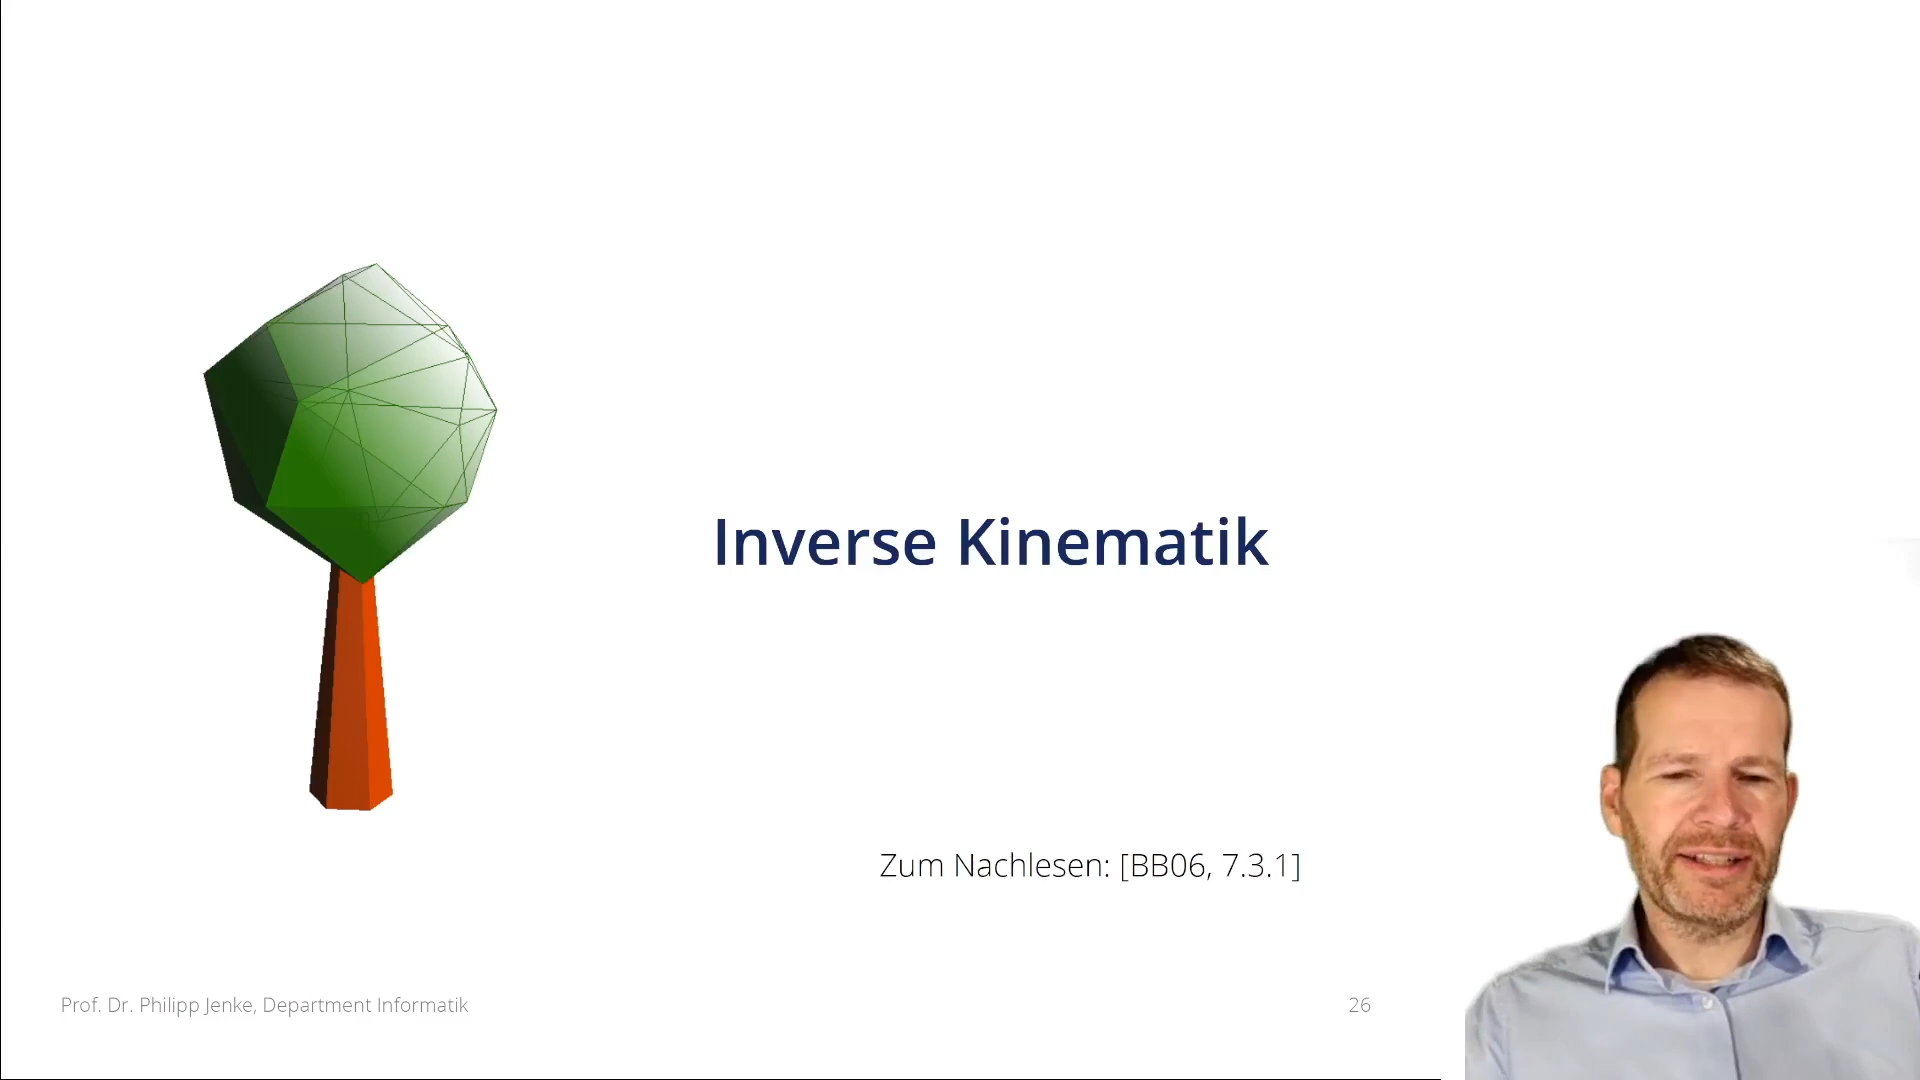 Inverse Kinematik
Zum Nachlesen: [BB06, 7.3.1]
Prof. Dr. Philipp Jenke, Department Informatik
26